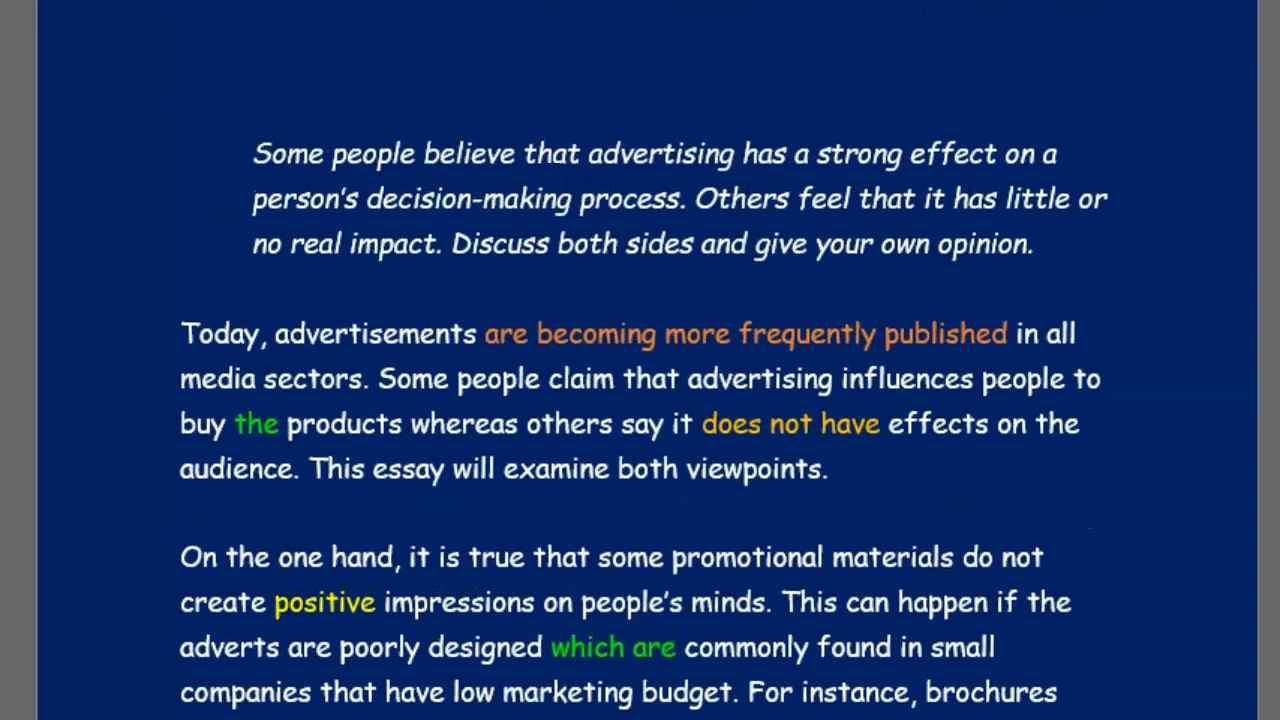 Some people believe that advertising has a strong effect on a
person's decision-making process. Others feel that it has little or
no real impact. Discuss both sides and give your own opinion.
Today, advertisements are becoming more frequently published in all
media sectors. Some people claim that advertising influences people to
buy the products whereas others say it does not have effects on the
audience. This essay will examine both viewpoints.
On the one hand, it is true that some promotional materials do not
create positive impressions on people's minds. This can happen if the
adverts are poorly designed which are commonly found in small
companies that have low marketing budget. For instance, brochures